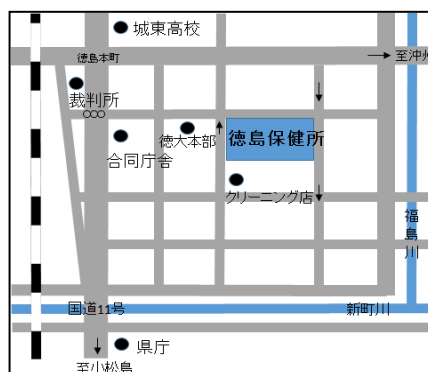 城東高校
徳島本町
至沖州
裁判所
徳大本部
徳島保健所
合同庁舎
クリーニング店
福島川
国道11号
新町川
県庁
至小松島